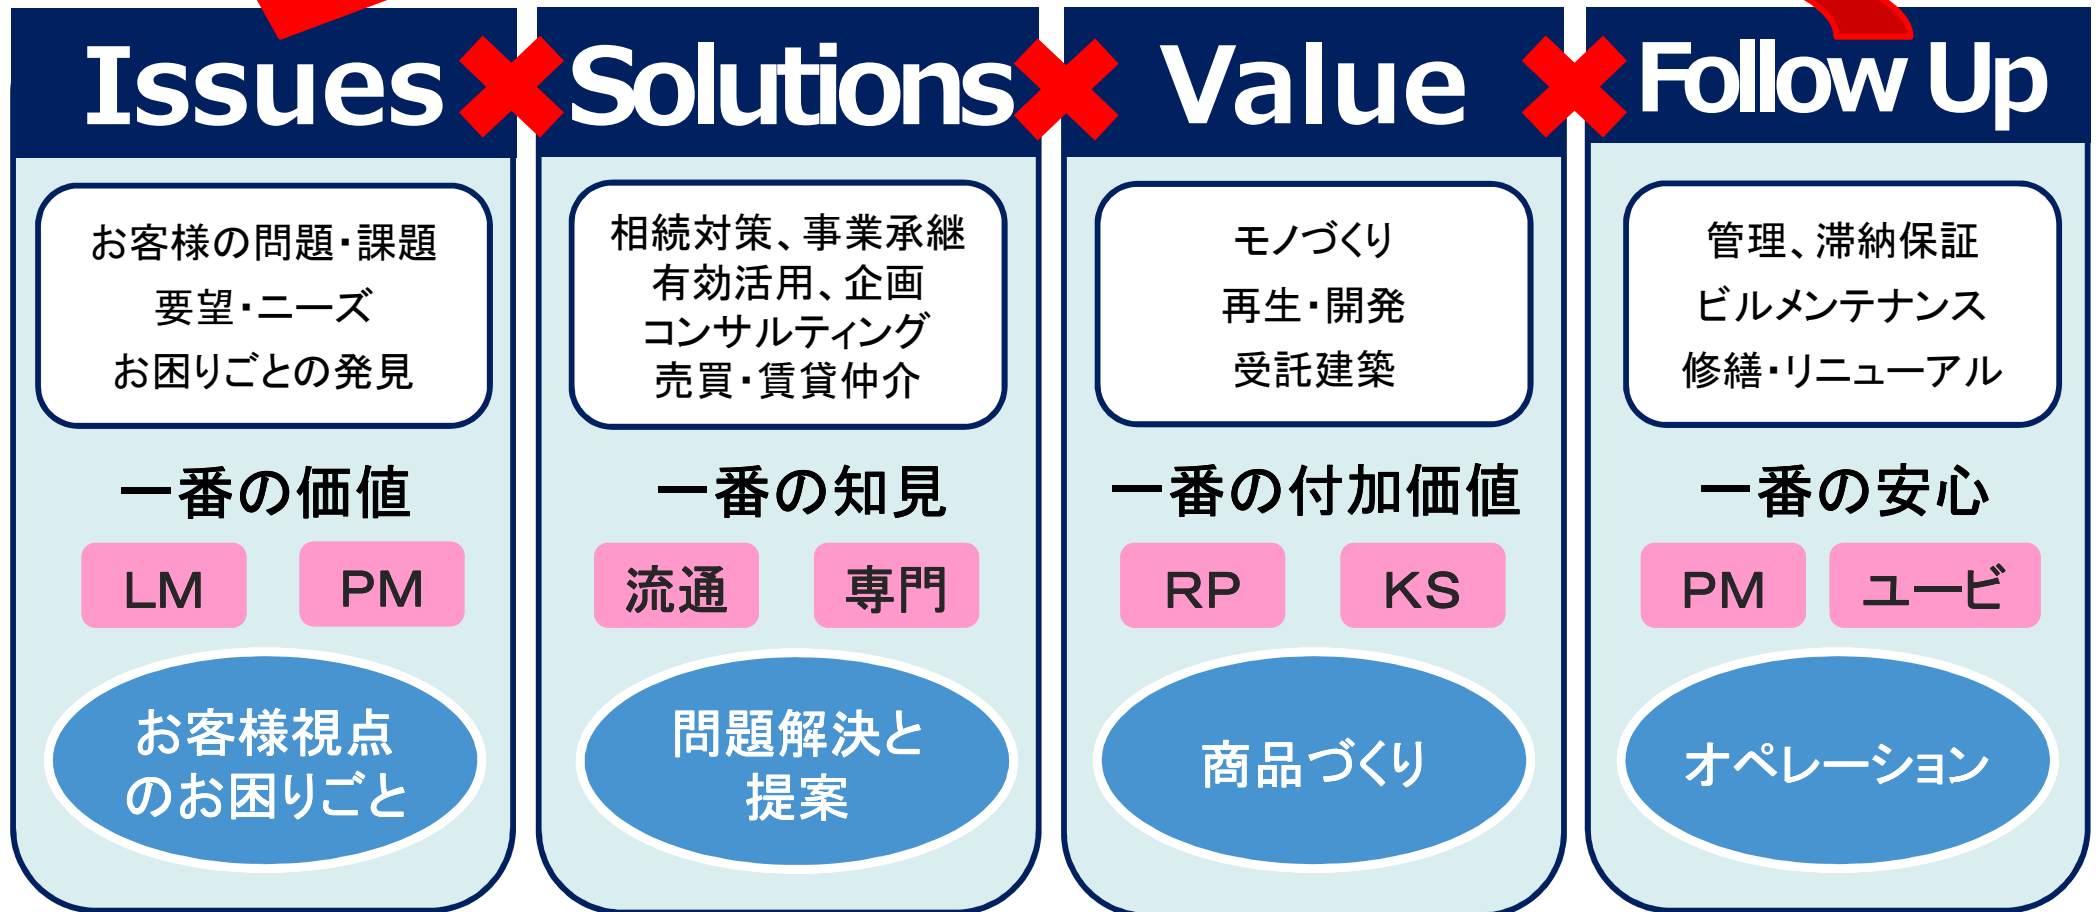 Issues
お客様の問題・課題
要望・ニーズ
お困りごとの発見
一番の価値
LM
PM
お客様視点
のお困りごと
Solutions
相続対策、事業承継
有効活用、企画
コンサルティング
売買・賃貸仲介
一番の知見
流通
専門
問題解決と
提案
Value
モノづくり
再生・開発
受託建築
一番の付加価値
RP
KS
商品づくり
Follow Up
管理、滞納保証
ビルメンテナンス
修繕・リニューアル
一番の安心
PM
ユービ
オペレーション